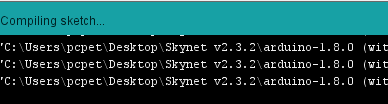 Compiling sketch...
"C:\Users\pcpet\Desktop\Skynet v2.3.2\arduino-1.8.0 (wit
"C:\Users\pcpet\Desktop\Skynet v2.3.2\arduino-1.8.0 (wit
"C:\Users\pcpet\Desktop\Skynet v2.3.2\arduino-1.8.0 (wit